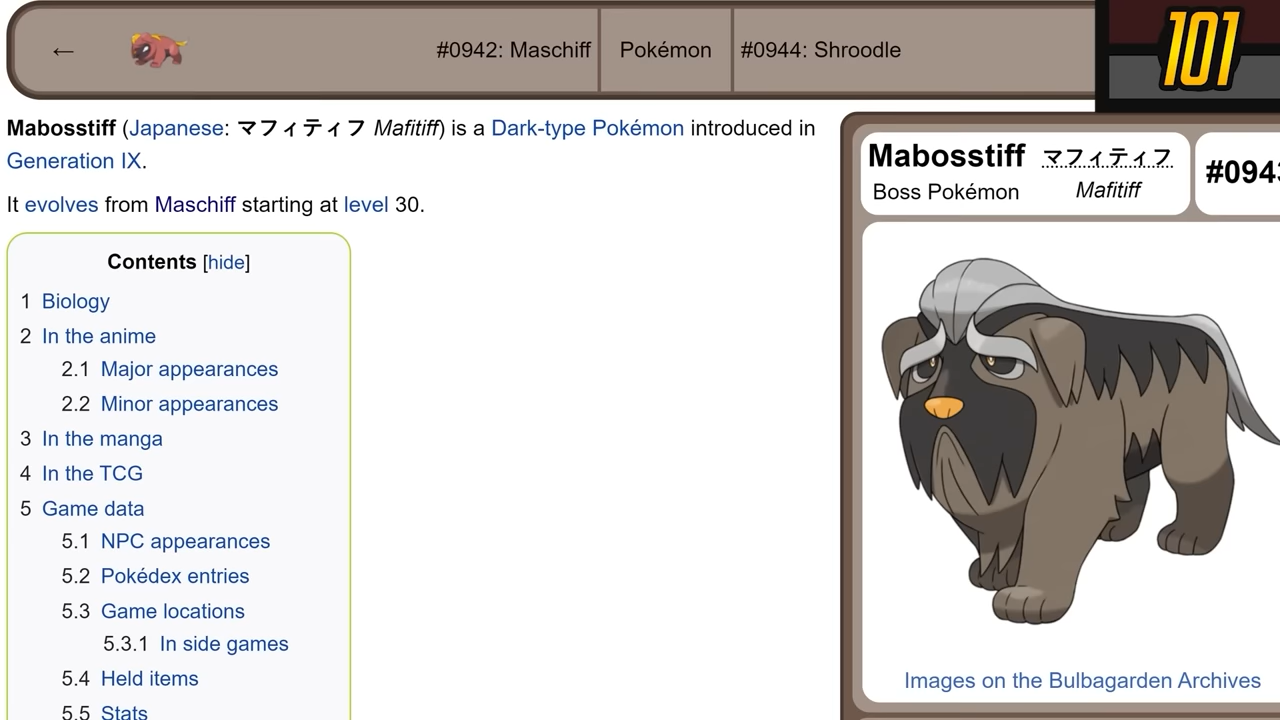 ← #0942: Maschiff Pokémon #0944: Shroodle
101
Mabosstiff (Japanese: マフィティフ Mafitiff) is a Dark-type Pokémon introduced in
Generation IX.
It evolves from Maschiff starting at level 30.
Contents [hide]
1 Biology
2 In the anime
2.1 Major appearances
2.2 Minor appearances
3 In the manga
4 In the TCG
5 Game data
5.1 NPC appearances
5.2 Pokédex entries
5.3 Game locations
5.3.1 In side games
5.4 Held items
5.5 Stats
Mabosstiff マフィティフ
Boss Pokémon Mafitiff
#0943
Images on the Bulbagarden Archives